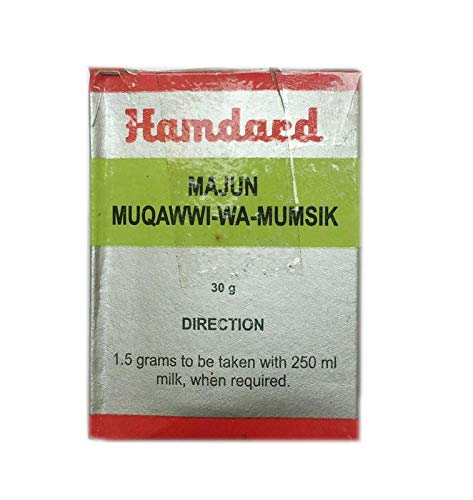 Hamdard
MAJUN
MUQAWWI-WA-MUMSIK
30 g
DIRECTION
1.5 grams to be taken with 250 ml
milk, when required.